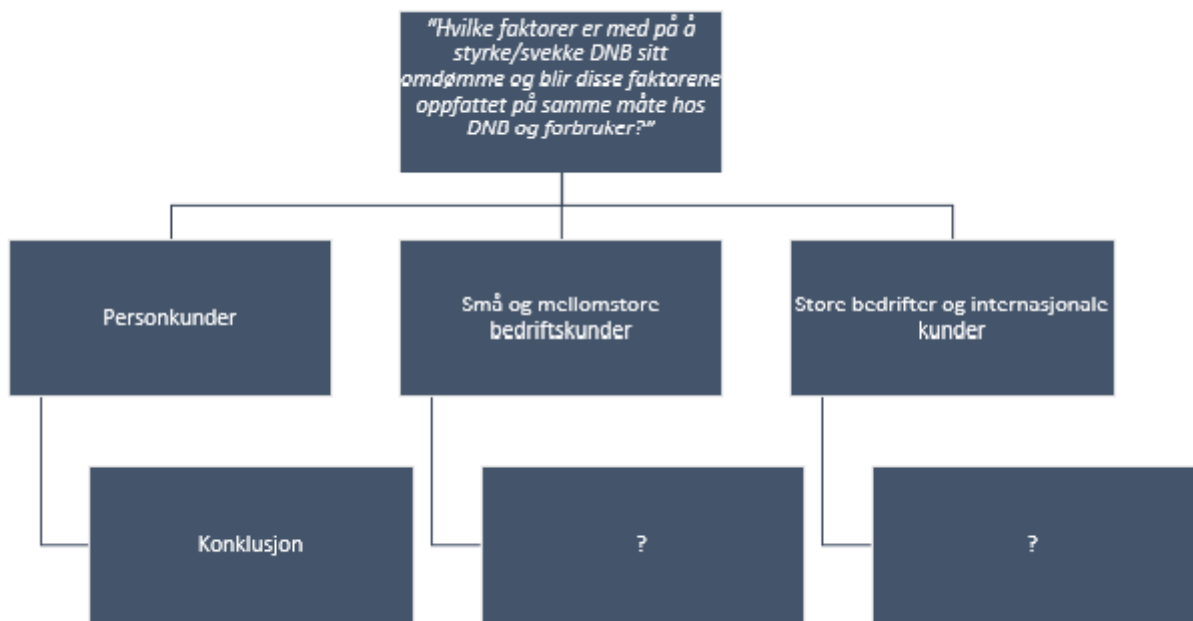 "Hvilke faktorer er med på å
styrke/svekke DNB sitt
omdømme og blir disse faktorene
oppfattet på samme måte hos
DNB og forbruker?"
Personkunder
Små og mellomstore
bedriftskunder
Store bedrifter og internasjonale
kunder
Konklusjon
?
?